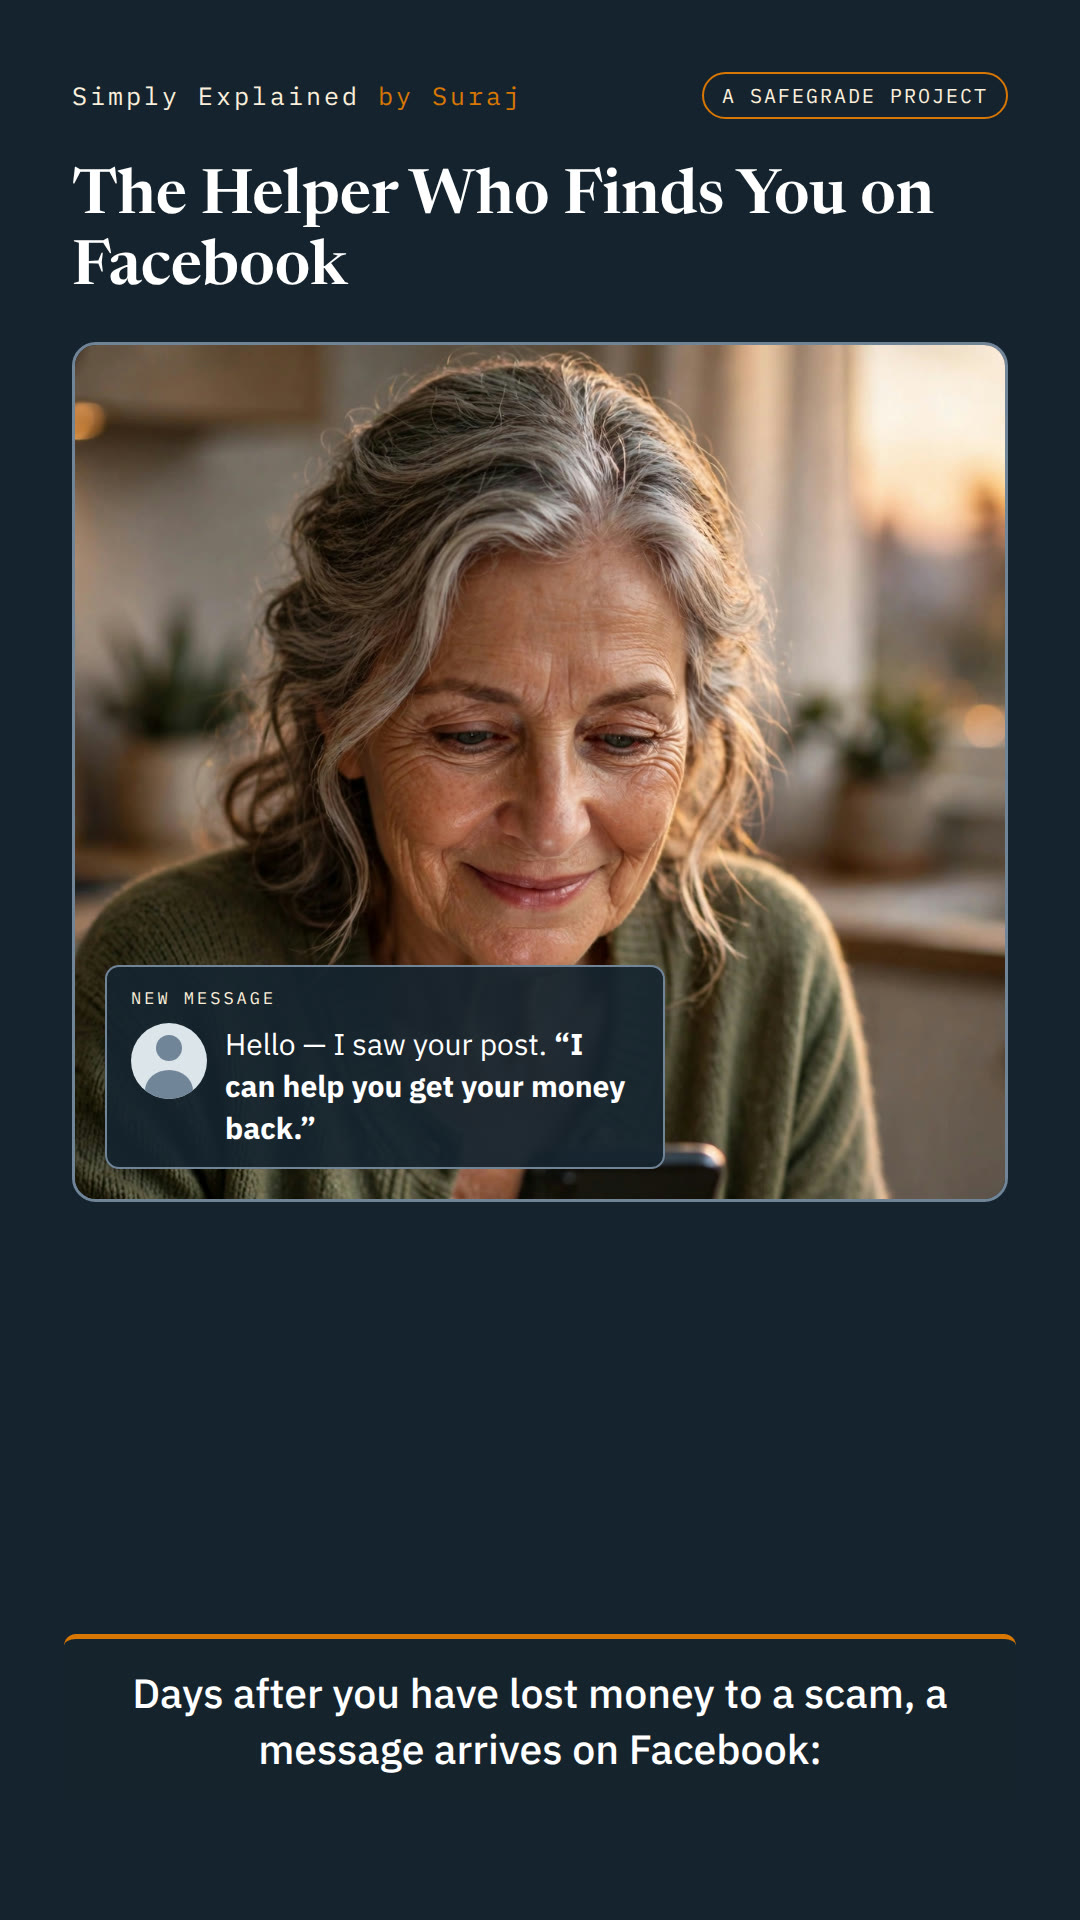 Simply Explained by Suraj
A SAFEGRADE PROJECT
The Helper Who Finds You on
Facebook
NEW MESSAGE
Hello — I saw your post. “I
can help you get your money
back.”
Days after you have lost money to a scam, a
message arrives on Facebook: